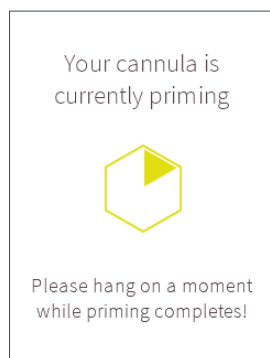 Your cannula is
currently priming
Please hang on a moment
while priming completes!